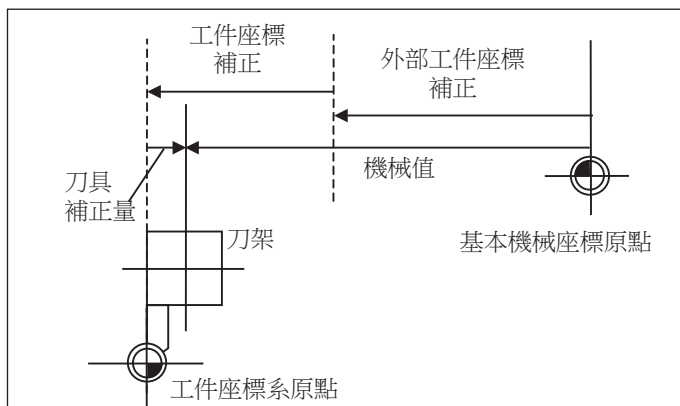 工件座標
補正
外部工件座標
補正
刀具
補正量
機械值
刀架
基本機械座標原點
工件座標系原點